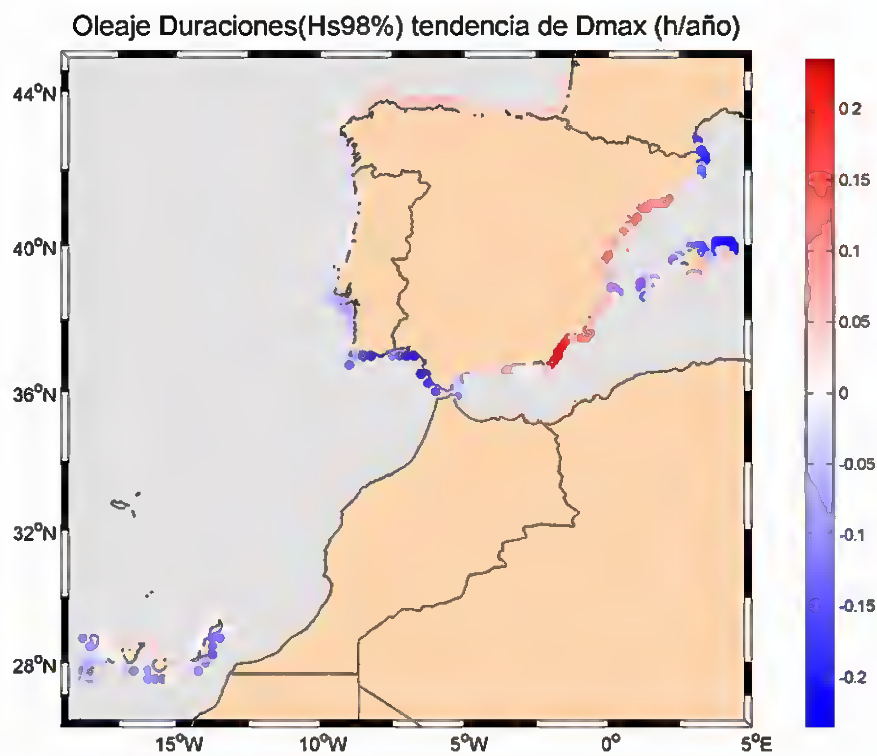 Oleaje Duraciones(Hs98%) tendencia de Dmax (h/año)
44°N
40°N
36°N
32°N
28°N
15°W
10°W
5°W
0°
5°E
0.2
0.15
0.1
0.05
0
-0.05
-0.1
-0.15
-0.2